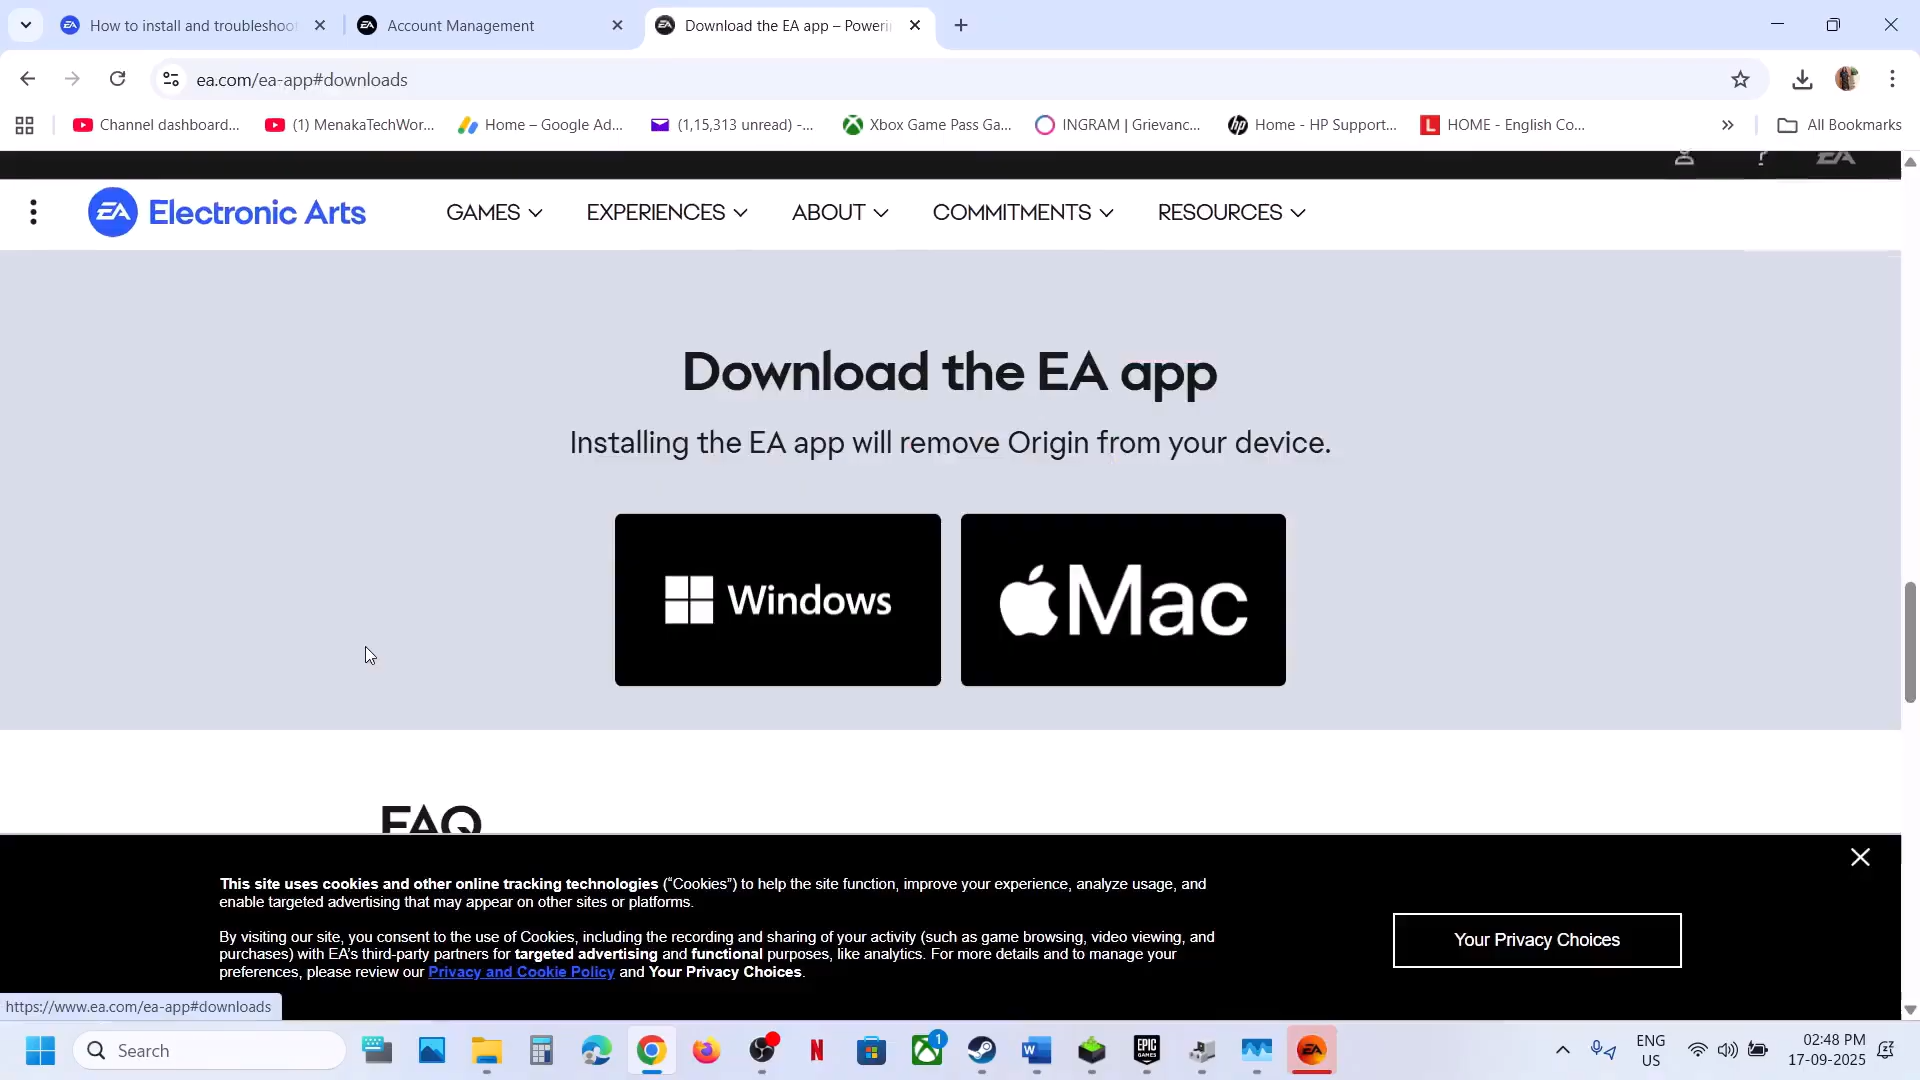 How to install and troubleshoot
Account Management
Download the EA app – Poweri
ea.com/ea-app#downloads
Channel dashboard...
(1) MenakaTechWor...
Home – Google Ad...
(1,15,313 unread) -...
Xbox Game Pass Ga...
INGRAM | Grievanc...
Home - HP Support...
HOME - English Co...
All Bookmarks
EA
EA Electronic Arts
GAMES
EXPERIENCES
ABOUT
COMMITMENTS
RESOURCES
Download the EA app
Installing the EA app will remove Origin from your device.
Windows
Mac
FAQ
This site uses cookies and other online tracking technologies (“Cookies”) to help the site function, improve your experience, analyze usage, and
enable targeted advertising that may appear on other sites or platforms.
By visiting our site, you consent to the use of Cookies, including the recording and sharing of your activity (such as game browsing, video viewing, and
purchases) with EA’s third-party partners for targeted advertising and functional purposes, like analytics. For more details and to manage your
preferences, please review our Privacy and Cookie Policy and Your Privacy Choices.
Your Privacy Choices
https://www.ea.com/ea-app#downloads
Search
1
EPIC
GAMES
EA
ENG
US
02:48 PM
17-09-2025